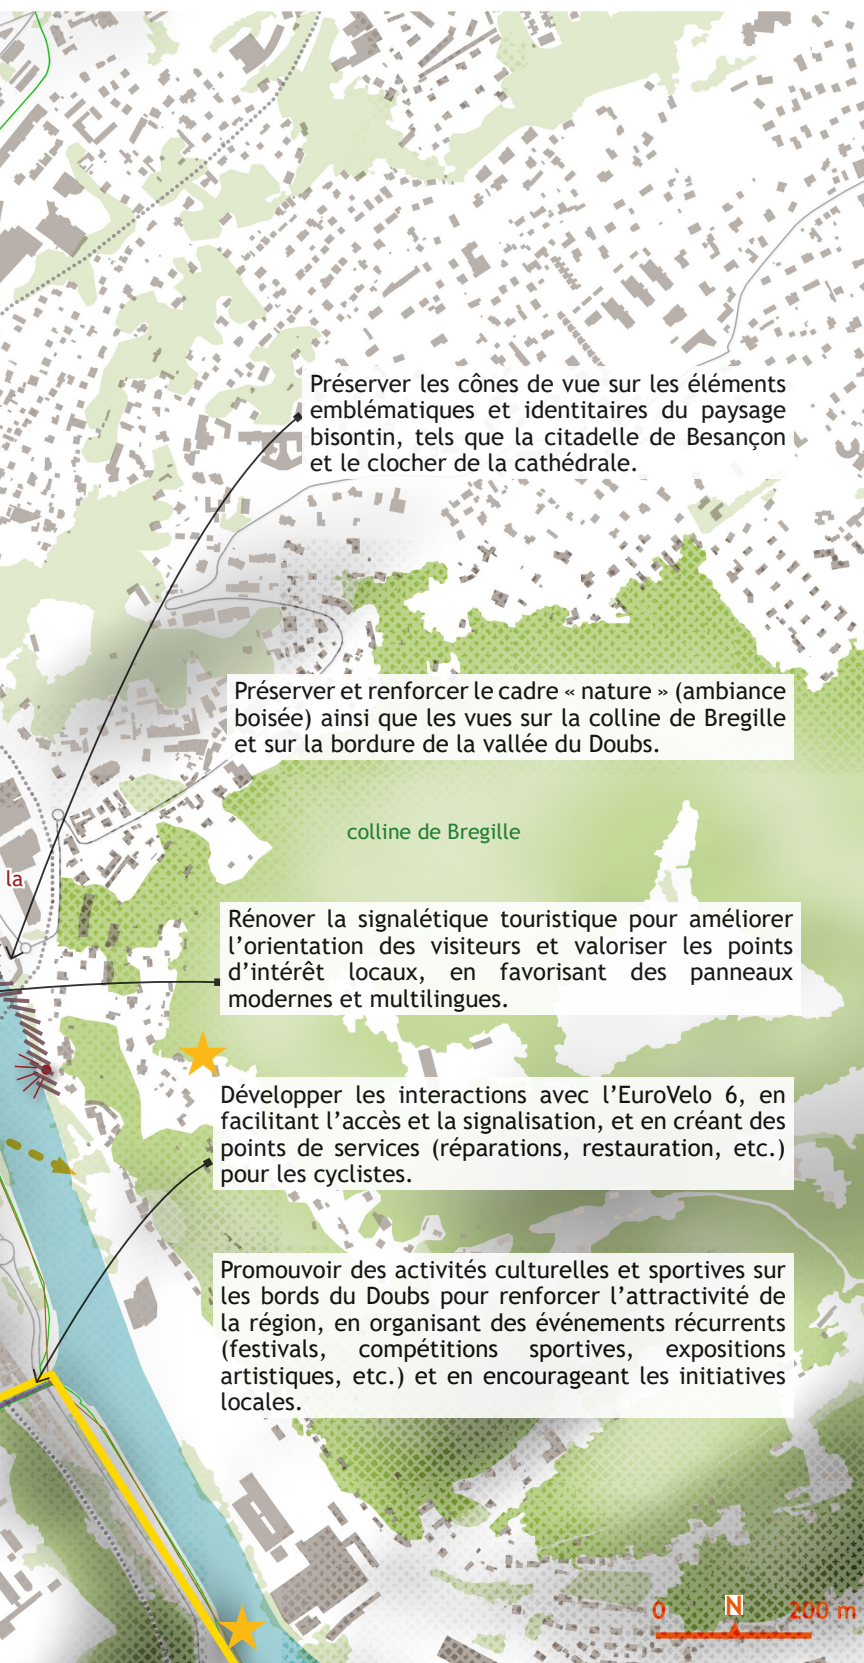 Préserver les cônes de vue sur les éléments
emblématiques et identitaires du paysage
bisontin, tels que la citadelle de Besançon
et le clocher de la cathédrale.
Préserver et renforcer le cadre « nature » (ambiance
boisée) ainsi que les vues sur la colline de Bregille
et sur la bordure de la vallée du Doubs.
colline de Bregille
la
Rénover la signalétique touristique pour améliorer
l’orientation des visiteurs et valoriser les points
d’intérêt locaux, en favorisant des panneaux
modernes et multilingues.
Développer les interactions avec l’EuroVelo 6, en
facilitant l’accès et la signalisation, et en créant des
points de services (réparations, restauration, etc.)
pour les cyclistes.
Promouvoir des activités culturelles et sportives sur
les bords du Doubs pour renforcer l’attractivité de
la région, en organisant des événements récurrents
(festivals, compétitions sportives, expositions
artistiques, etc.) et en encourageant les initiatives
locales.
0 N 200 m